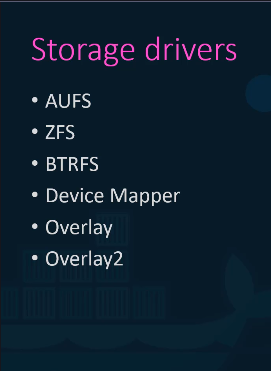 Storage drivers
• AUFS
• ZFS
• BTRFS
• Device Mapper
• Overlay
• Overlay2